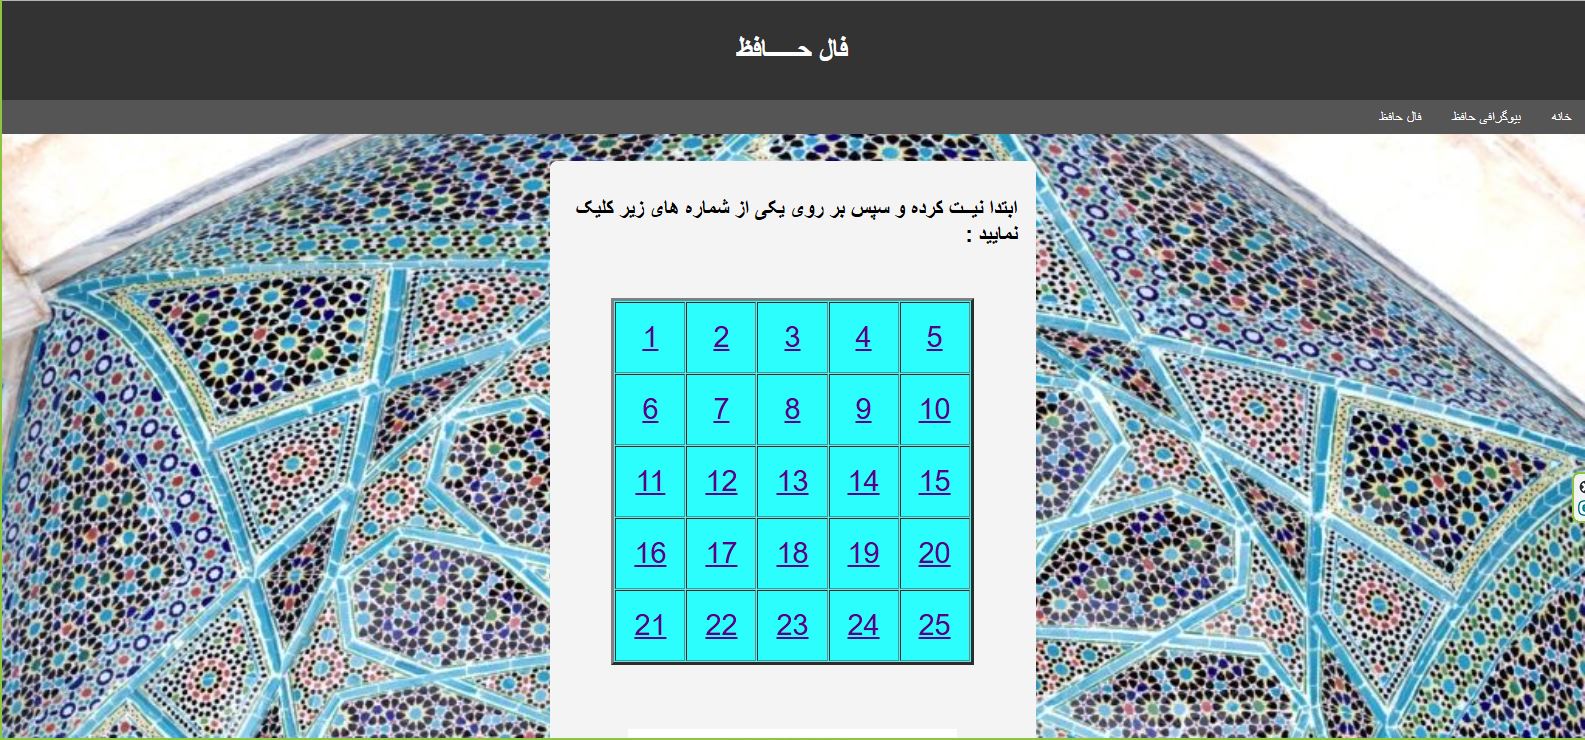 فال حـــــافظ
خانه بیوگرافی حافظ فال حافظ
ابتدا نیــت کرده و سپس بر روی یکی از شماره های زیر کلیک
نمایید :
1 2 3 4 5
6 7 8 9 10
11 12 13 14 15
16 17 18 19 20
21 22 23 24 25